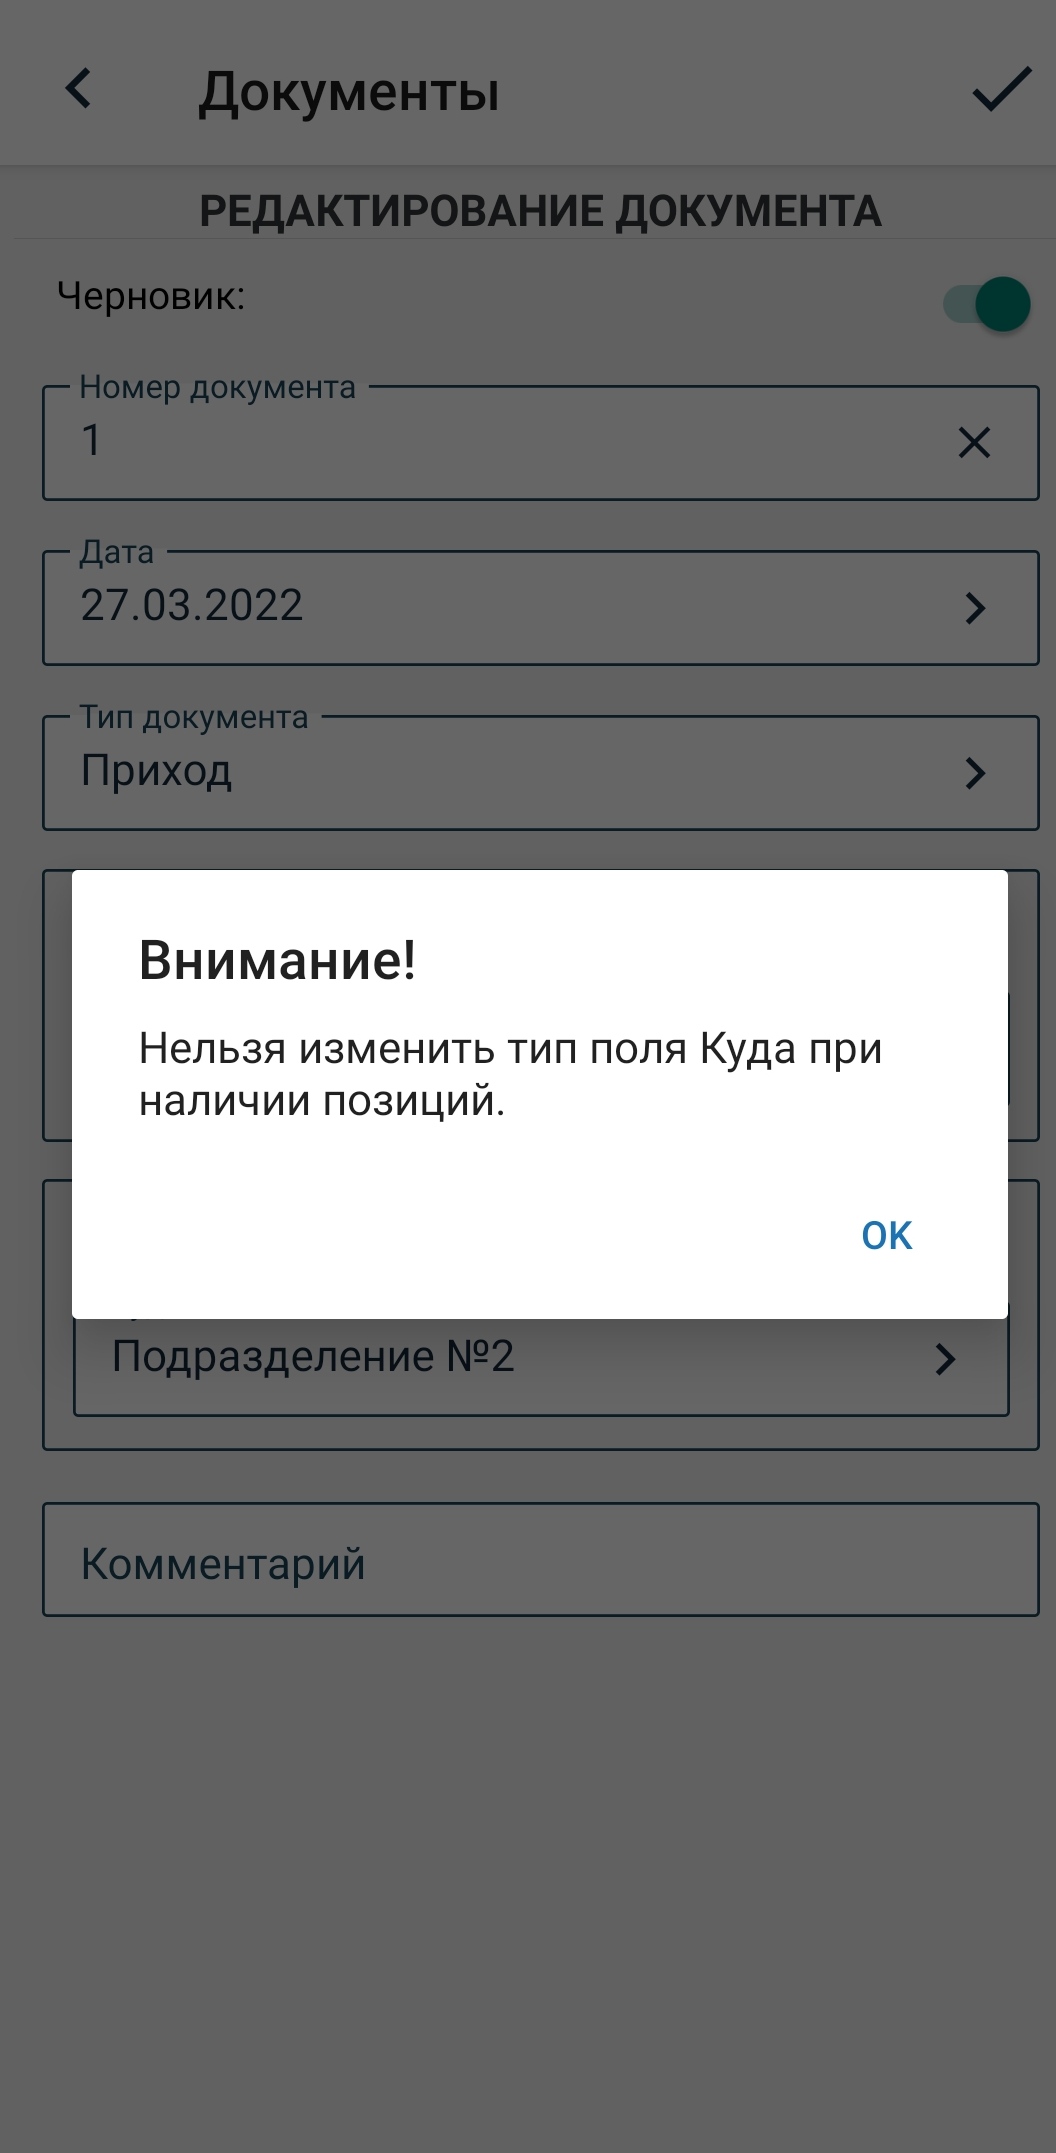 Документы
РЕДАКТИРОВАНИЕ ДОКУМЕНТА
Черновик:
Номер документа
1
Дата
27.03.2022
Тип документа
Приход
Внимание!
Нельзя изменить тип поля Куда при
наличии позиций.
OK
Подразделение №2
Комментарий